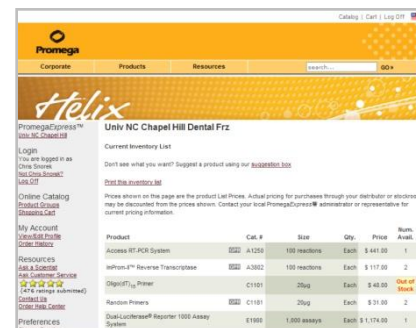 Catalog | Cart | Log Off
Promega
Corporate Products Resources search... GO>
Helix
PromegaExpress™
Univ NC Chapel Hill
Login
You are logged in as
Chris Snorek
Not Chris Snorek?
Log Off
Online Catalog
Product Groups
Shopping Cart
My Account
View/Edit Profile
Order History
Resources
Ask a Scientist
Ask Customer Service
(476 ratings submitted)
Contact Us
Order Help Center
Preferences
Univ NC Chapel Hill Dental Frz
Current Inventory List
Don't see what you want? Suggest a product using our suggestion box.
Print this inventory list
Prices shown on this page are the product List Prices. Actual pricing for purchases through your distributor or stockroom
may be discounted from the prices shown. Contact your local PromegaExpress administrator or representative for
current pricing information.
Product Cat. # Size Qty. Price Num. Avail.
Access RT-PCR System A1250 100 reactions Each $ 441.00 1
ImProm-II™ Reverse Transcriptase A3802 100 reactions Each $ 117.00 2
Oligo(dT)15 Primer C1101 20µg Each $ 40.00 Out of Stock
Random Primers C1181 20µg Each $ 31.00 2
Dual-Luciferase® Reporter 1000 Assay System E1980 1,000 assays Each $ 1,174.00 1